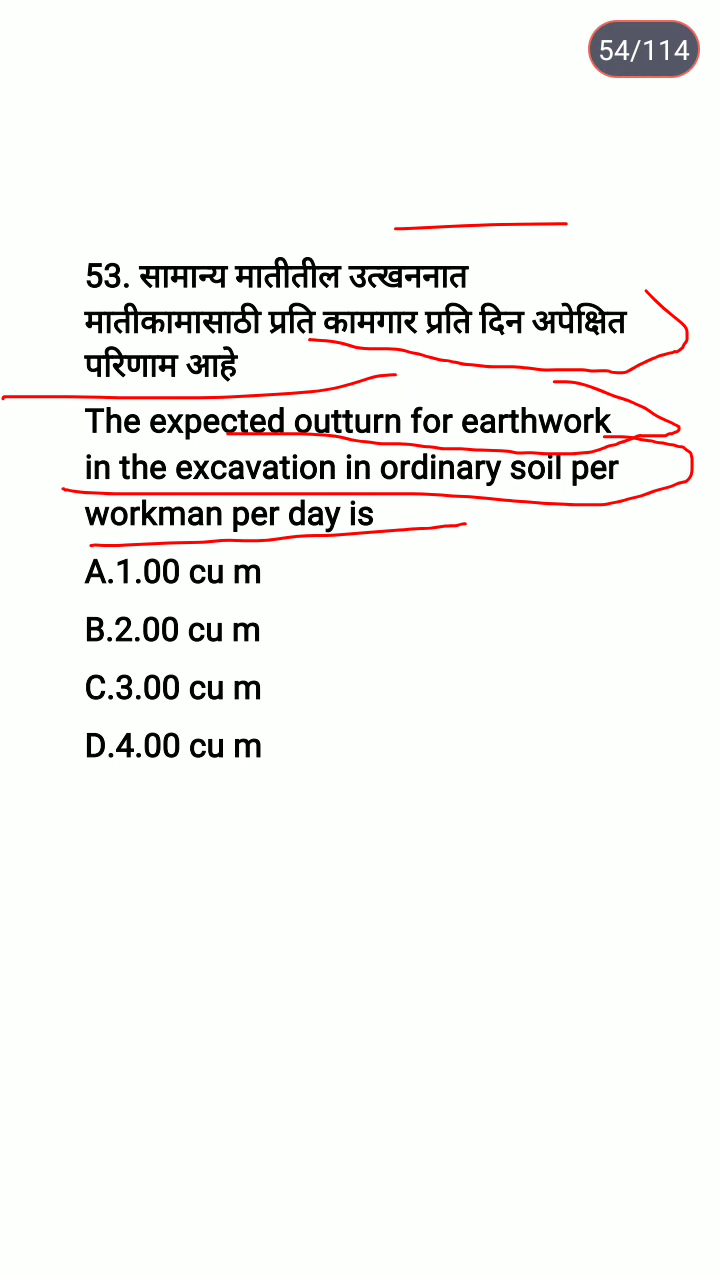 54/114
53. सामान्य मातीतील उत्खननात
मातीकामासाठी प्रति कामगार प्रति दिन अपेक्षित
परिणाम आहे
The expected outturn for earthwork
in the excavation in ordinary soil per
workman per day is
A.1.00 cu m
B.2.00 cu m
C.3.00 cu m
D.4.00 cu m